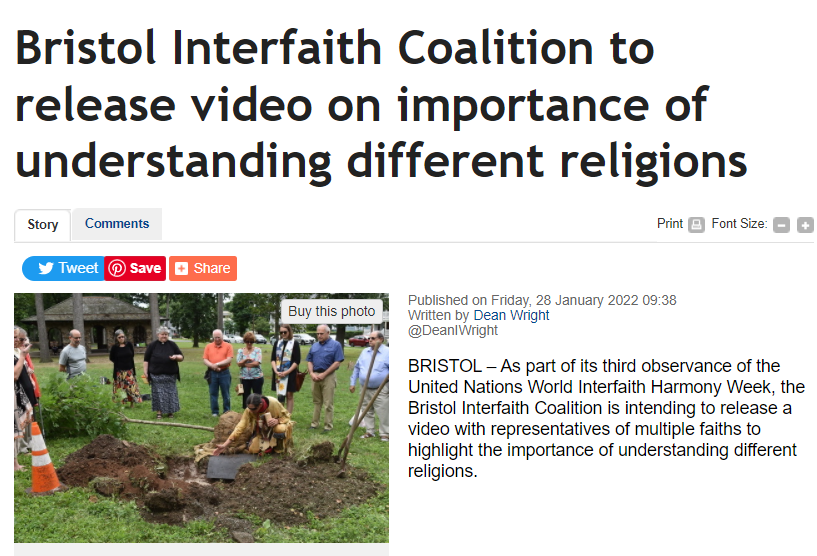 Bristol Interfaith Coalition to
release video on importance of
understanding different religions
Story Comments Print Font Size:
Tweet Save Share
Buy this photo
Published on Friday, 28 January 2022 09:38
Written by Dean Wright
@DeanIWright
BRISTOL – As part of its third observance of the
United Nations World Interfaith Harmony Week, the
Bristol Interfaith Coalition is intending to release a
video with representatives of multiple faiths to
highlight the importance of understanding different
religions.